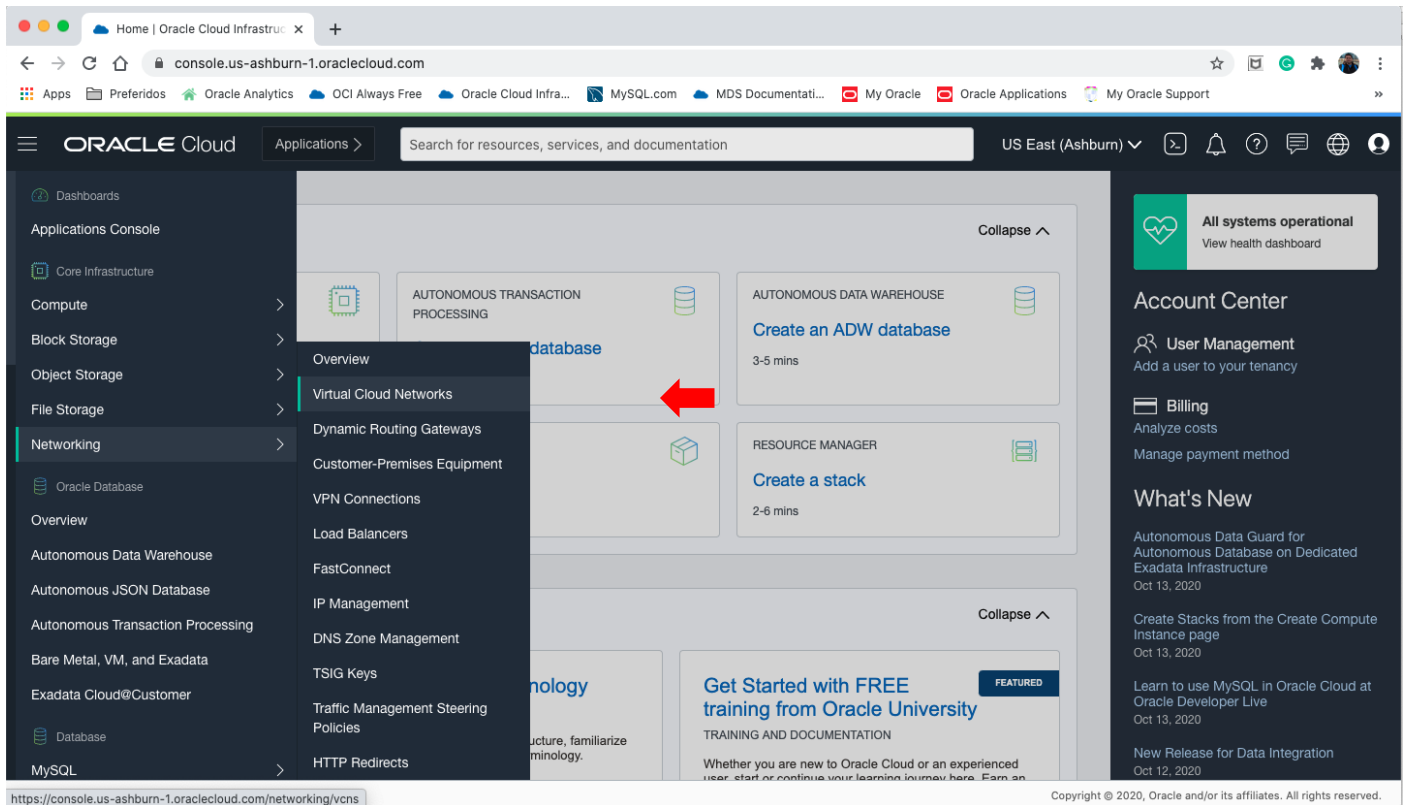 Home | Oracle Cloud Infrastruc
console.us-ashburn-1.oraclecloud.com
Apps Preferidos Oracle Analytics OCI Always Free Oracle Cloud Infra... MySQL.com MDS Documentati... My Oracle Oracle Applications My Oracle Support »
ORACLE Cloud Applications Search for resources, services, and documentation US East (Ashburn)
Dashboards
Applications Console
Core Infrastructure
Compute
Block Storage
Object Storage
File Storage
Networking
Oracle Database
Overview
Autonomous Data Warehouse
Autonomous JSON Database
Autonomous Transaction Processing
Bare Metal, VM, and Exadata
Exadata Cloud@Customer
Database
MySQL
Overview
Virtual Cloud Networks
Dynamic Routing Gateways
Customer-Premises Equipment
VPN Connections
Load Balancers
FastConnect
IP Management
DNS Zone Management
TSIG Keys
Traffic Management Steering
Policies
HTTP Redirects
Collapse
AUTONOMOUS TRANSACTION
PROCESSING
database
AUTONOMOUS DATA WAREHOUSE
Create an ADW database
3-5 mins
RESOURCE MANAGER
Create a stack
2-6 mins
Collapse
nology
ucture, familiarize
minology.
FEATURED
Get Started with FREE
training from Oracle University
TRAINING AND DOCUMENTATION
Whether you are new to Oracle Cloud or an experienced
user, start or continue your learning journey here. Earn an
All systems operational
View health dashboard
Account Center
User Management
Add a user to your tenancy
Billing
Analyze costs
Manage payment method
What's New
Autonomous Data Guard for
Autonomous Database on Dedicated
Exadata Infrastructure
Oct 13, 2020
Create Stacks from the Create Compute
Instance page
Oct 13, 2020
Learn to use MySQL in Oracle Cloud at
Oracle Developer Live
Oct 13, 2020
New Release for Data Integration
Oct 12, 2020
https://console.us-ashburn-1.oraclecloud.com/networking/vcns
Copyright © 2020, Oracle and/or its affiliates. All rights reserved.